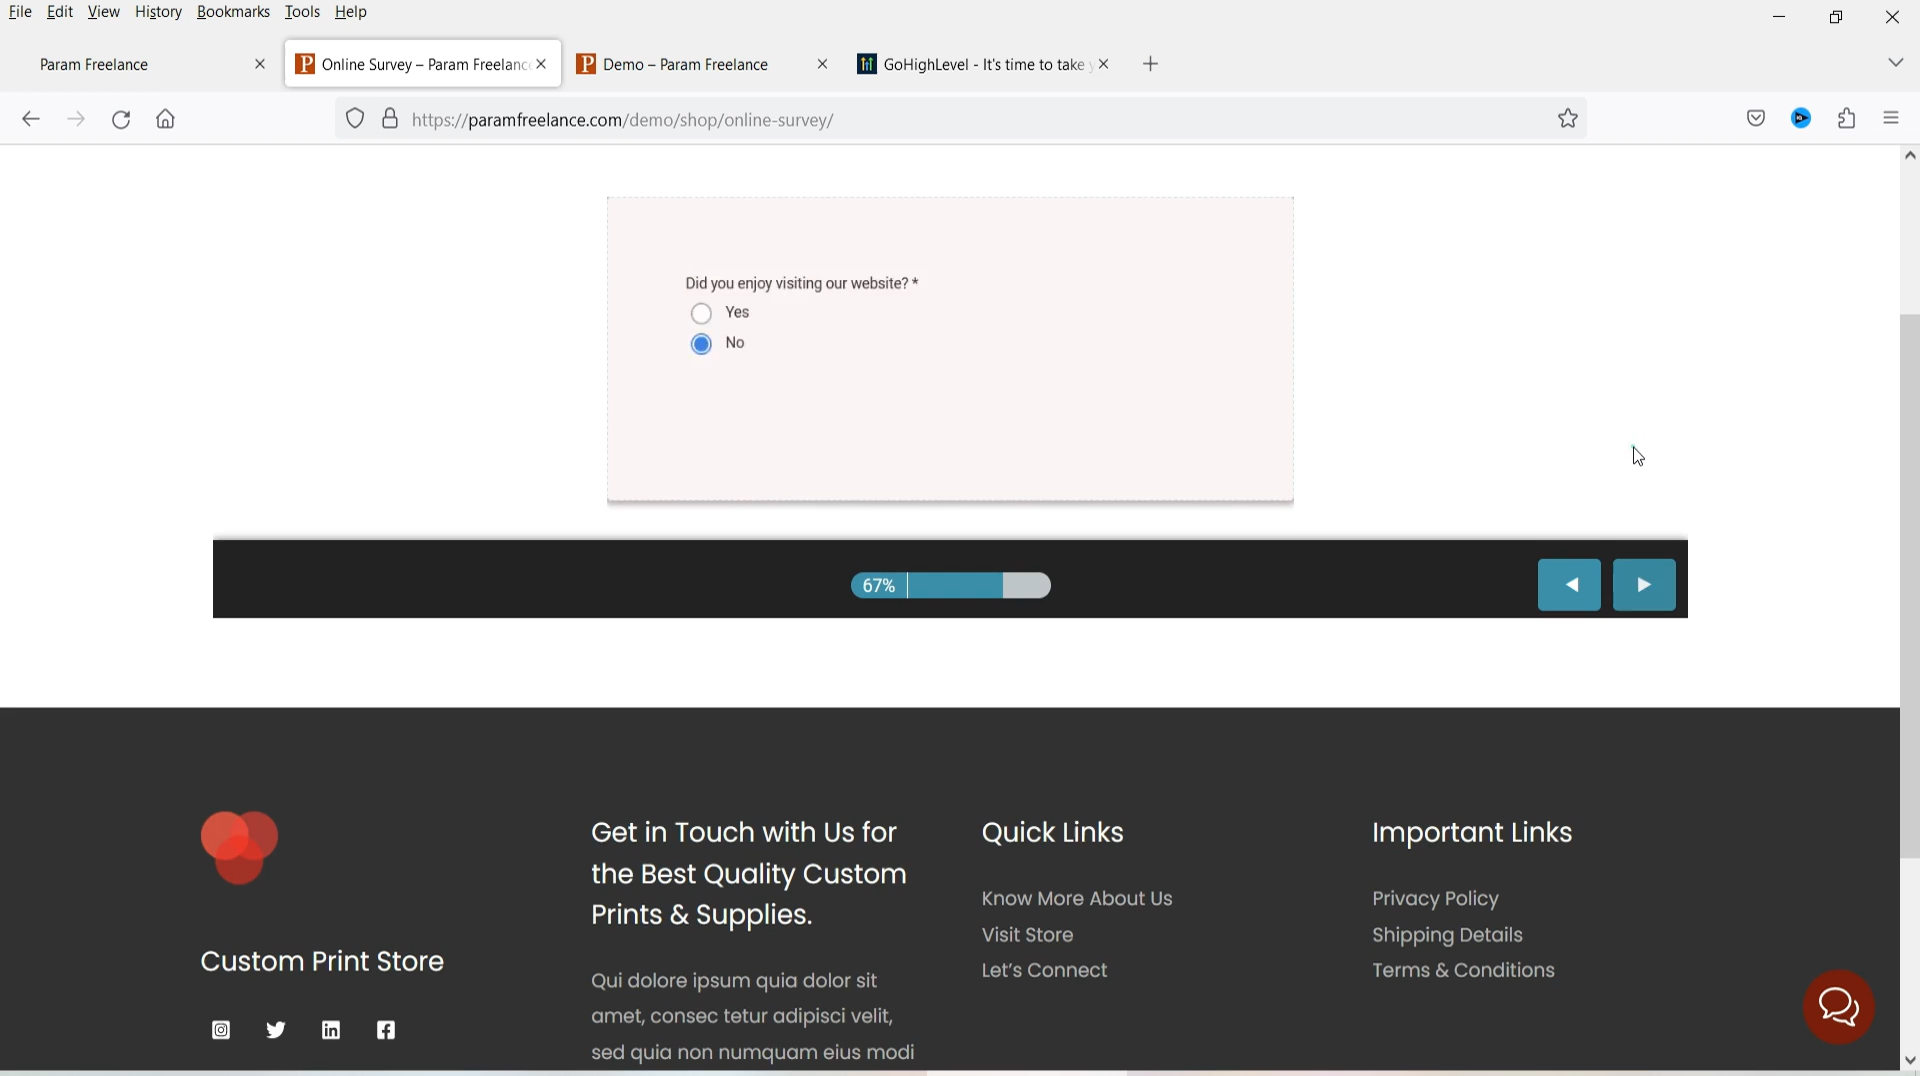 File Edit View History Bookmarks Tools Help
Param Freelance
Online Survey – Param Freelanc
Demo – Param Freelance
GoHighLevel - It's time to take y
https://paramfreelance.com/demo/shop/online-survey/
Did you enjoy visiting our website? *
Yes
No
67%
Get in Touch with Us for
the Best Quality Custom
Prints & Supplies.
Qui dolore ipsum quia dolor sit
amet, consec tetur adipisci velit,
sed quia non numquam eius modi
Custom Print Store
Quick Links
Know More About Us
Visit Store
Let's Connect
Important Links
Privacy Policy
Shipping Details
Terms & Conditions